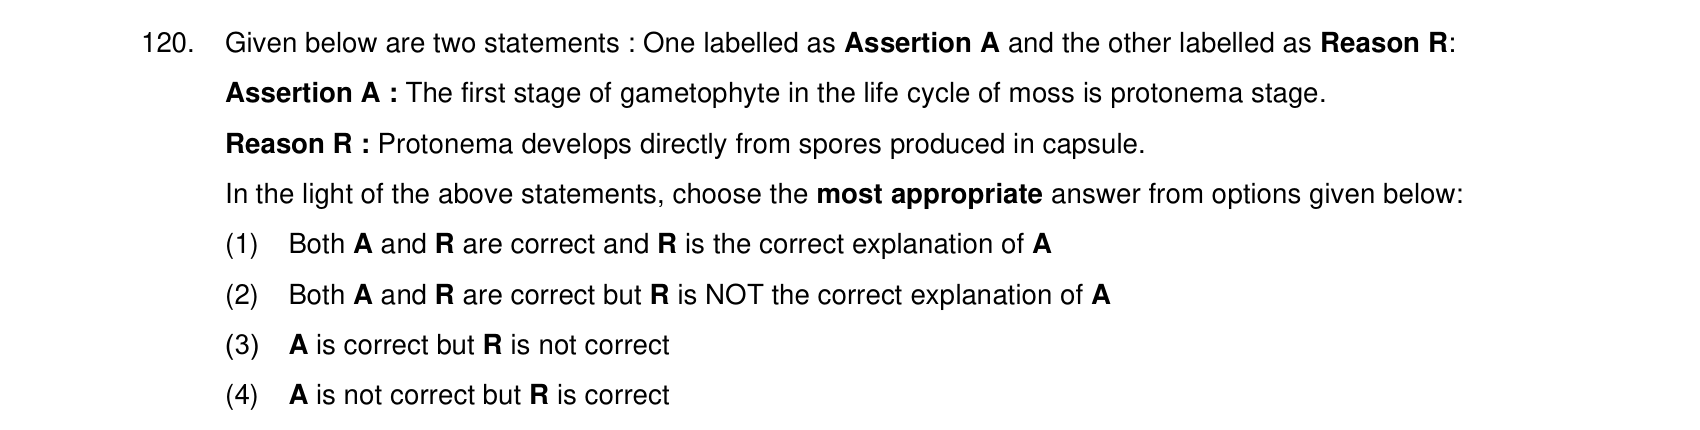 120. Given below are two statements : One labelled as Assertion A and the other labelled as Reason R:
Assertion A : The first stage of gametophyte in the life cycle of moss is protonema stage.
Reason R : Protonema develops directly from spores produced in capsule.
In the light of the above statements, choose the most appropriate answer from options given below:
(1) Both A and R are correct and R is the correct explanation of A
(2) Both A and R are correct but R is NOT the correct explanation of A
(3) A is correct but R is not correct
(4) A is not correct but R is correct